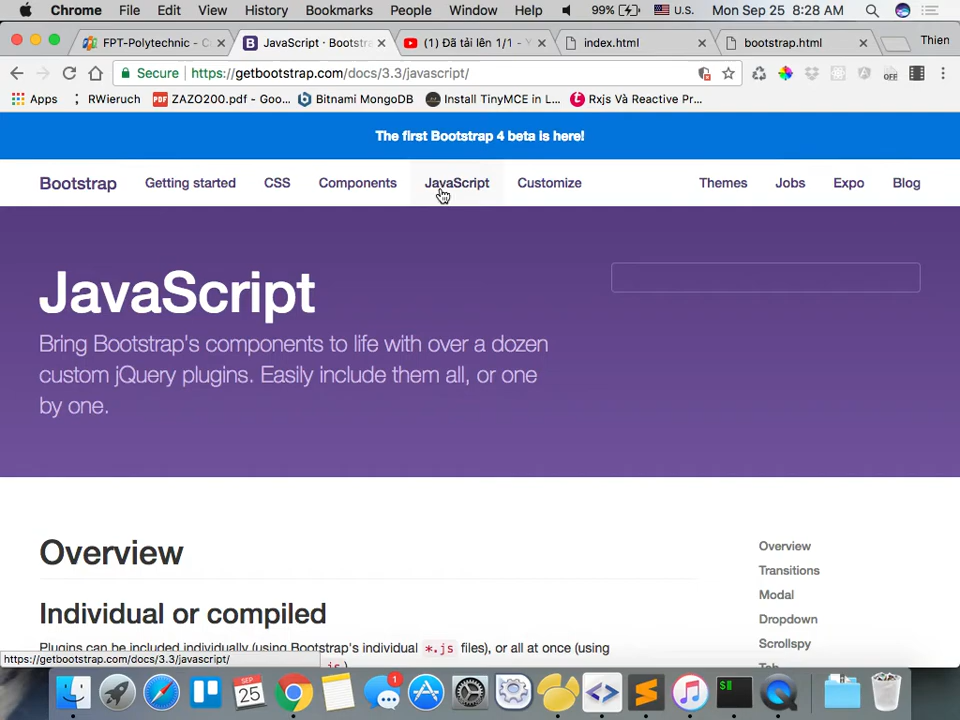 Chrome File Edit View History Bookmarks People Window Help 99% U.S. Mon Sep 25 8:28 AM
FPT-Polytechnic - C JavaScript · Bootstra (1) Đã tải lên 1/1 - Y index.html bootstrap.html Thien
Secure https://getbootstrap.com/docs/3.3/javascript/ OFF
Apps RWieruch PDF ZAZO200.pdf - Goo... Bitnami MongoDB Install TinyMCE in L... Rxjs Và Reactive Pr...
The first Bootstrap 4 beta is here!
Bootstrap Getting started CSS Components JavaScript Customize Themes Jobs Expo Blog
JavaScript
Bring Bootstrap's components to life with over a dozen
custom jQuery plugins. Easily include them all, or one
by one.
Overview
Individual or compiled
Plugins can be included individually (using Bootstrap's individual *.js files), or all at once (using
Overview
Transitions
Modal
Dropdown
Scrollspy
Tab
https://getbootstrap.com/docs/3.3/javascript/
SEP
25
1